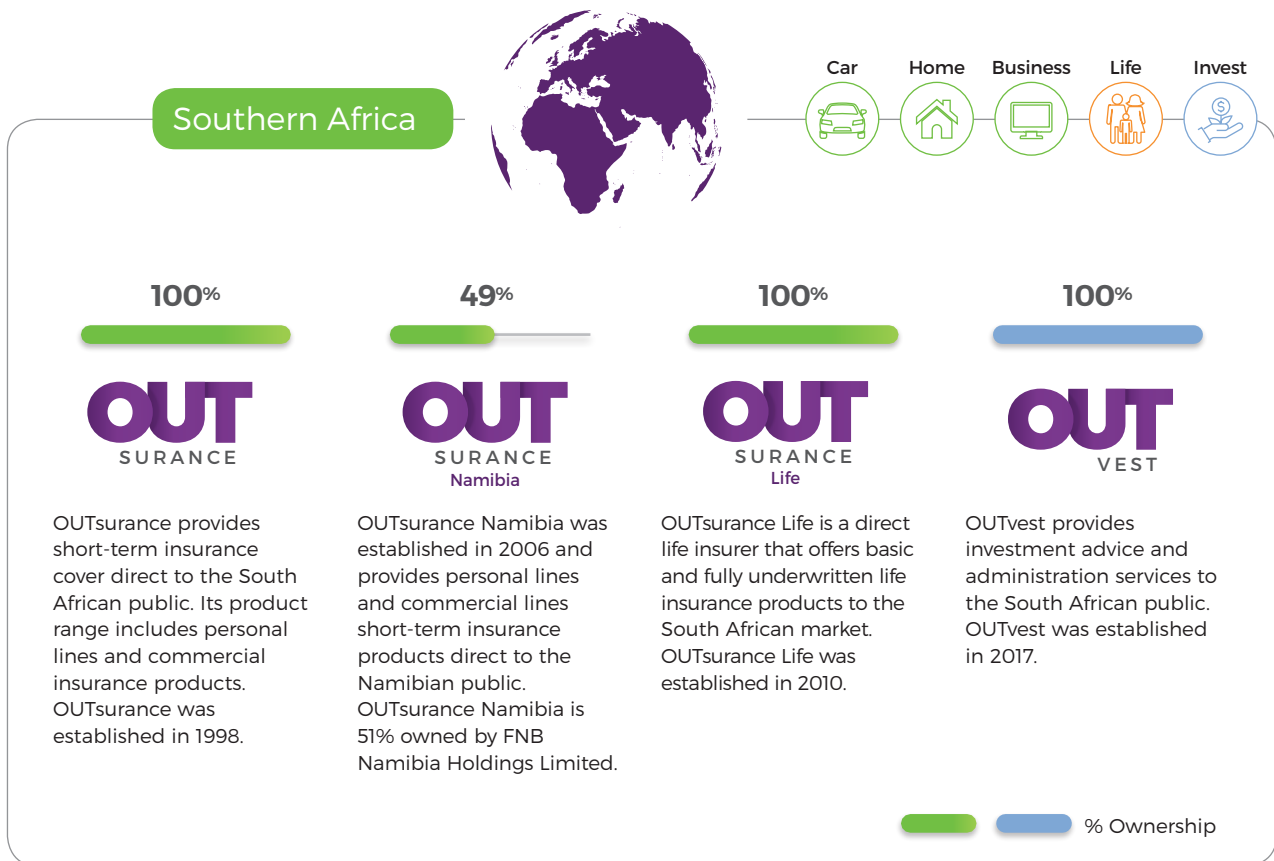 Southern Africa
Car
Home
Business
Life
Invest
$
100%
OUT
SURANCE
OUTsurance provides
short-term insurance
cover direct to the South
African public. Its product
range includes personal
lines and commercial
insurance products.
OUTsurance was
established in 1998.
49%
OUT
SURANCE
Namibia
OUTsurance Namibia was
established in 2006 and
provides personal lines
and commercial lines
short-term insurance
products direct to the
Namibian public.
OUTsurance Namibia is
51% owned by FNB
Namibia Holdings Limited.
100%
OUT
SURANCE
Life
OUTsurance Life is a direct
life insurer that offers basic
and fully underwritten life
insurance products to the
South African market.
OUTsurance Life was
established in 2010.
100%
OUT
VEST
OUTvest provides
investment advice and
administration services to
the South African public.
OUTvest was established
in 2017.
% Ownership